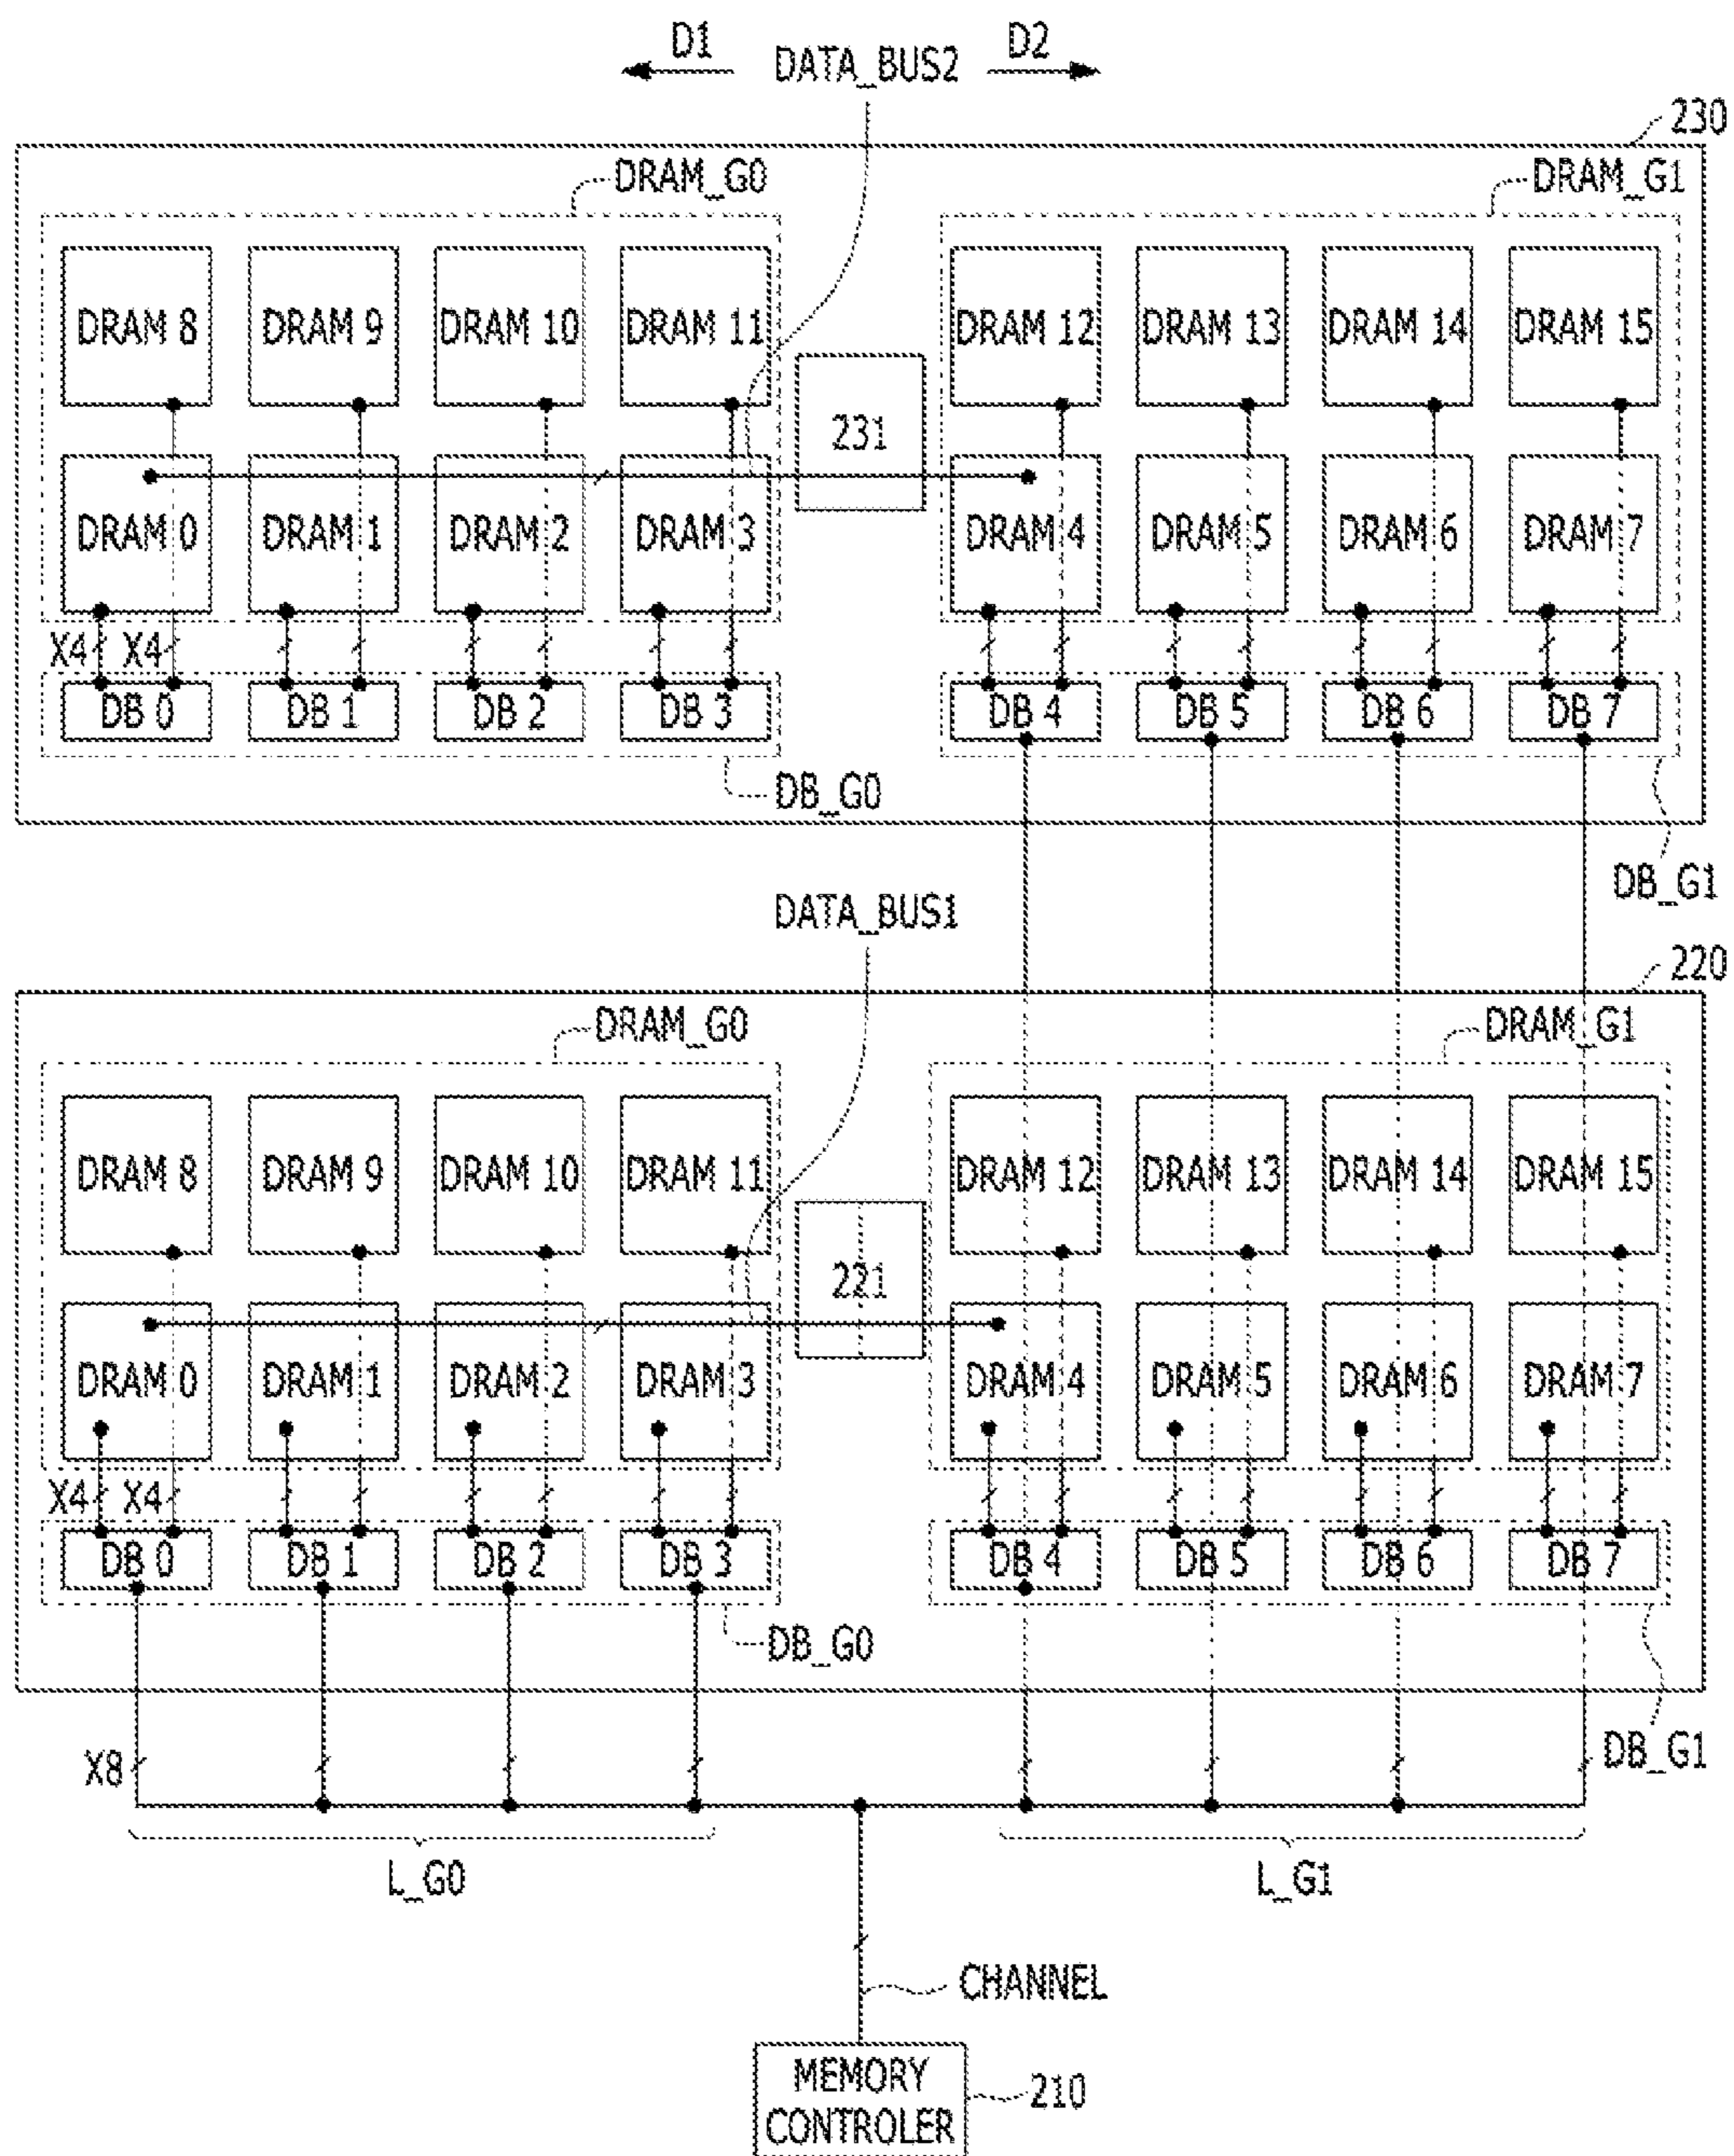 D1 DATA_BUS2 D2
230
DRAM_G0 DRAM_G1
DRAM 8 DRAM 9 DRAM 10 DRAM 11 DRAM 12 DRAM 13 DRAM 14 DRAM 15
231
DRAM 0 DRAM 1 DRAM 2 DRAM 3 DRAM 4 DRAM 5 DRAM 6 DRAM 7
X4 X4
DB 0 DB 1 DB 2 DB 3 DB 4 DB 5 DB 6 DB 7
DB_G0
DB_G1
DATA_BUS1
220
DRAM_G0 DRAM_G1
DRAM 8 DRAM 9 DRAM 10 DRAM 11 DRAM 12 DRAM 13 DRAM 14 DRAM 15
221
DRAM 0 DRAM 1 DRAM 2 DRAM 3 DRAM 4 DRAM 5 DRAM 6 DRAM 7
X4 X4
DB 0 DB 1 DB 2 DB 3 DB 4 DB 5 DB 6 DB 7
DB_G0
DB_G1
X8
L_G0 L_G1
CHANNEL
MEMORY
CONTROLER
210